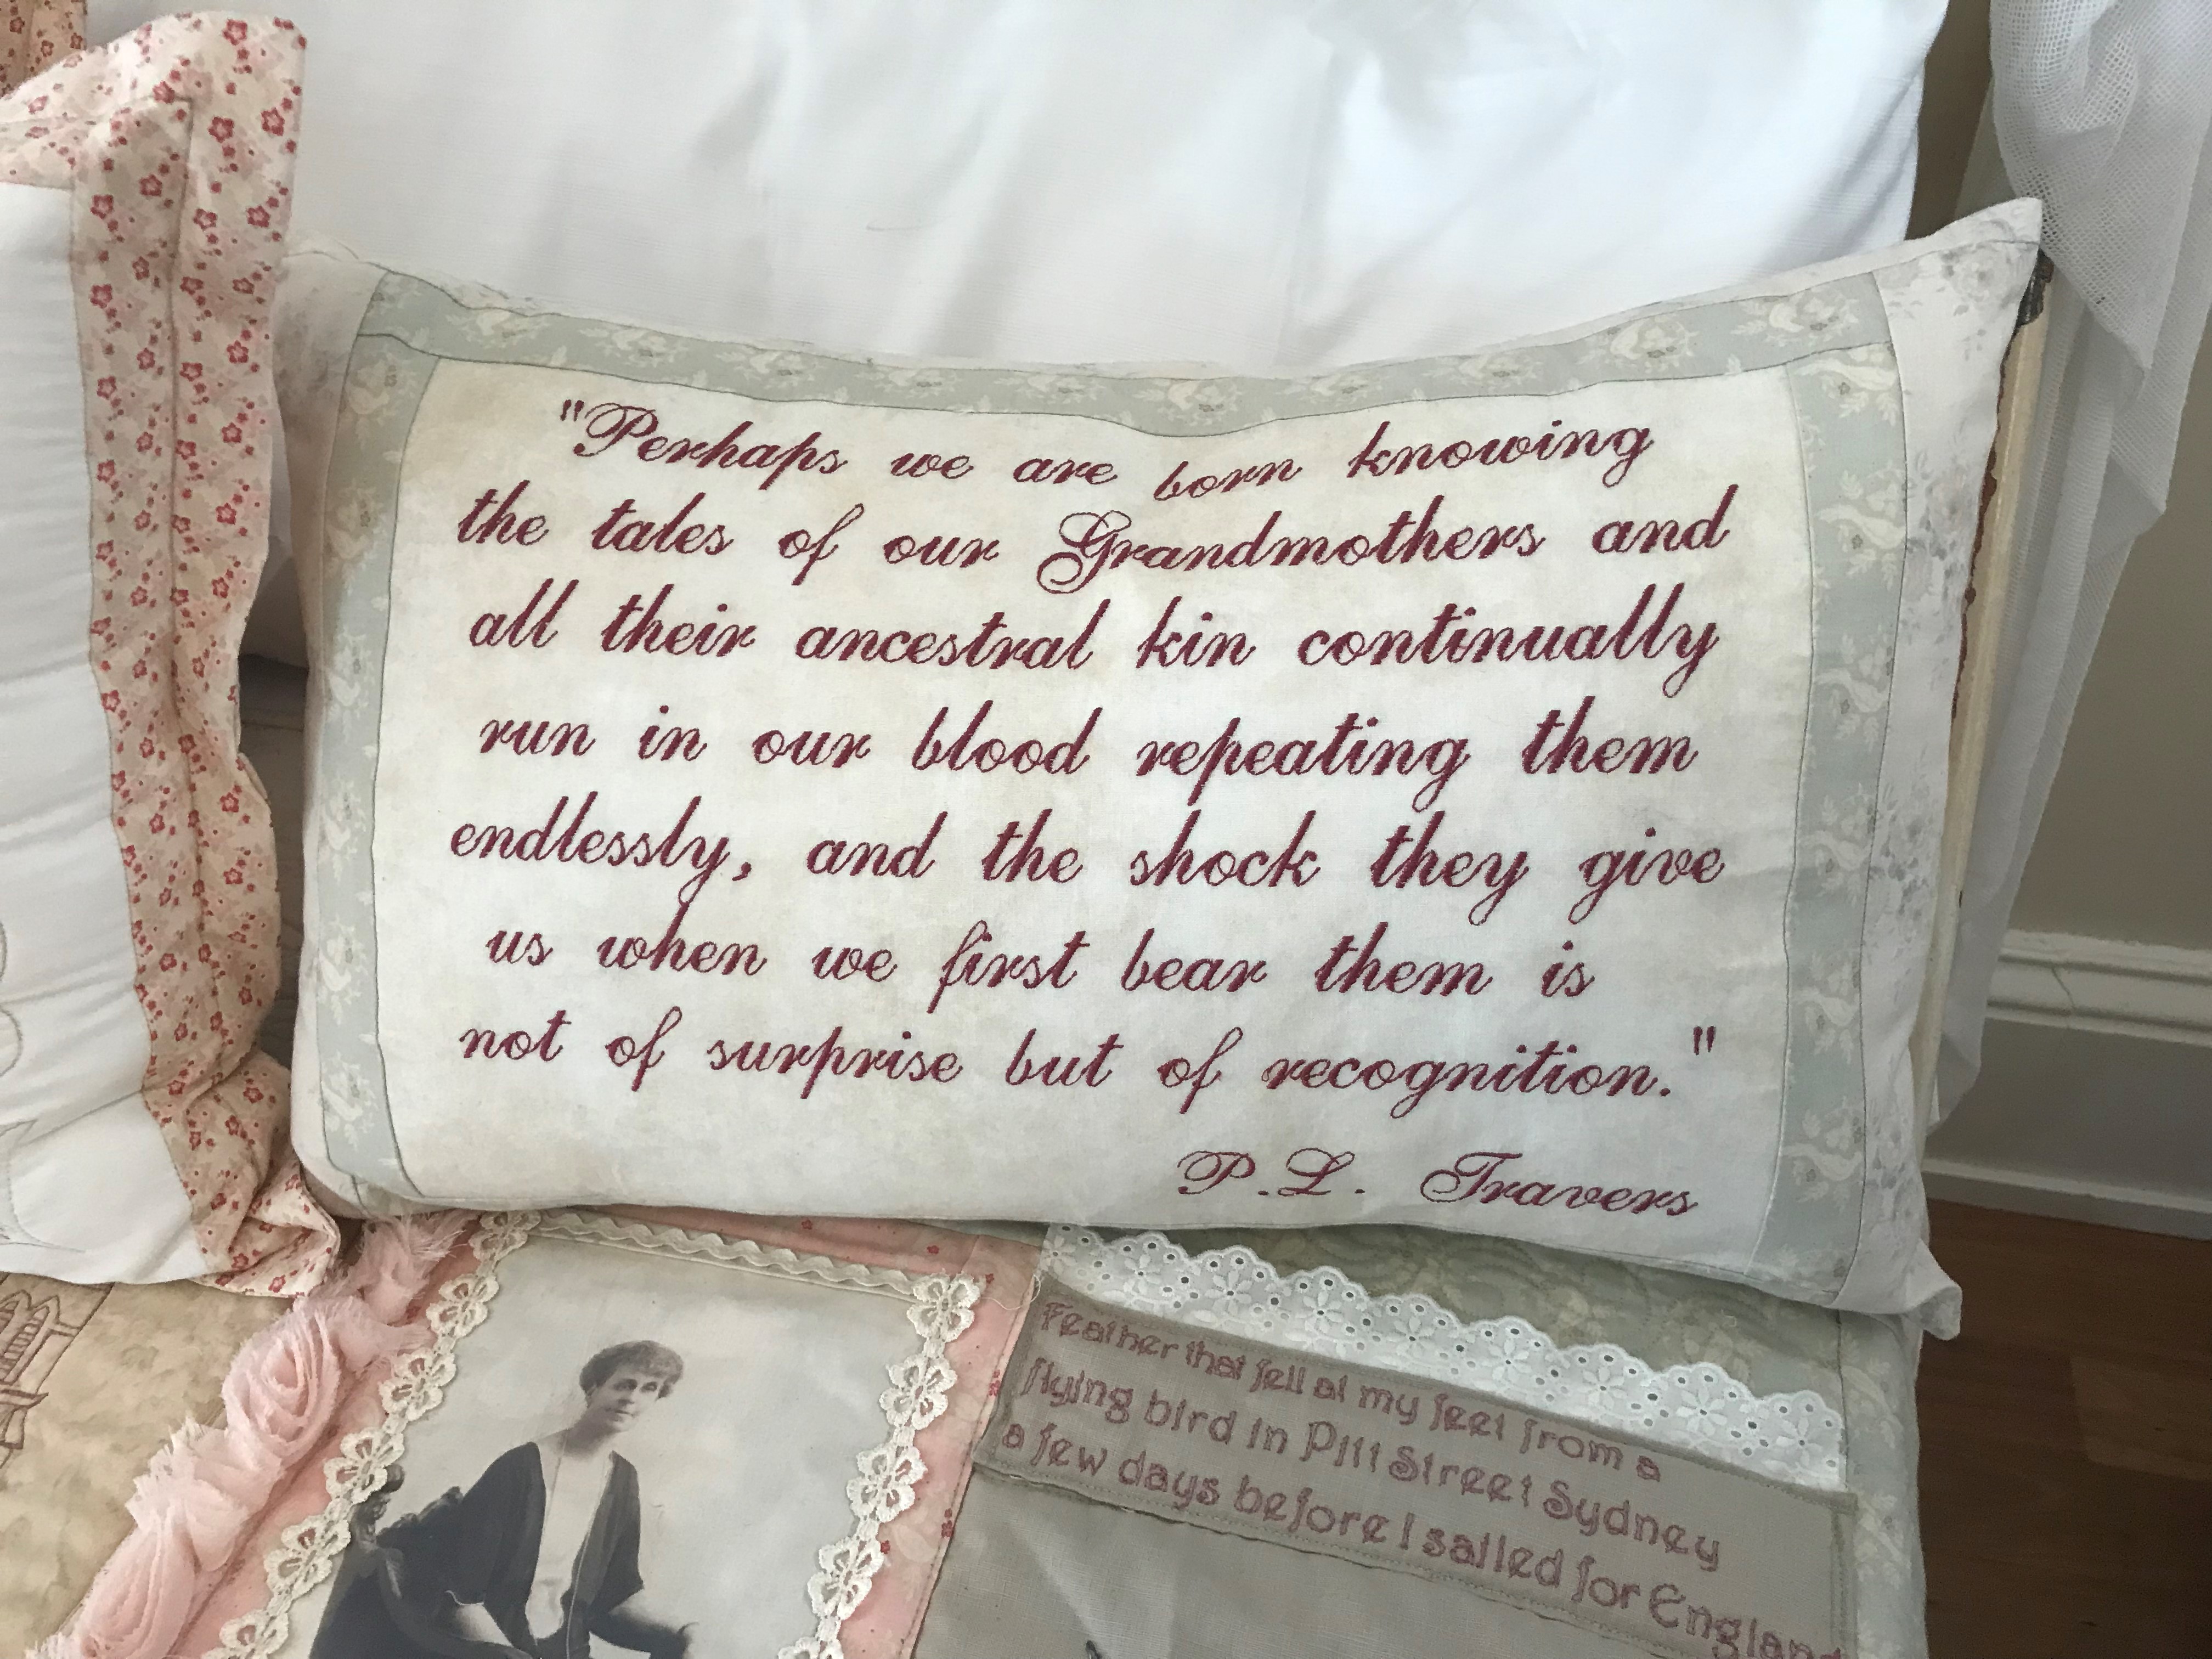 "Perhaps we are born knowing
the tales of our Grandmothers and
all their ancestral kin continually
run in our blood repeating them
endlessly, and the shock they give
us when we first bear them is
not of surprise but of recognition."
P.L. Travers
Feather that fell at my feet from a
flying bird in Pitt Street Sydney
a few days before I sailed for England